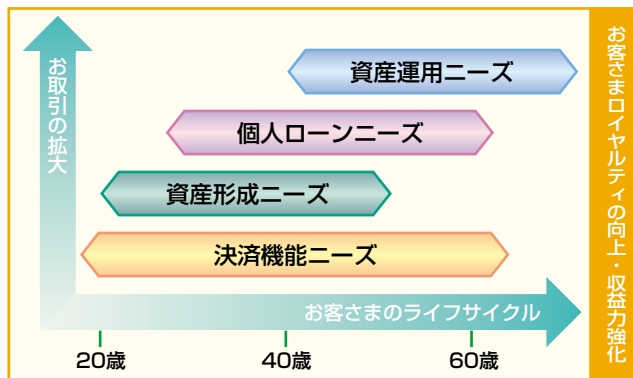 お取引の拡大
資産運用ニーズ
個人ローンニーズ
資産形成ニーズ
決済機能ニーズ
お客さまのライフサイクル
20歳
40歳
60歳
お客さまロイヤルティの向上・収益力強化